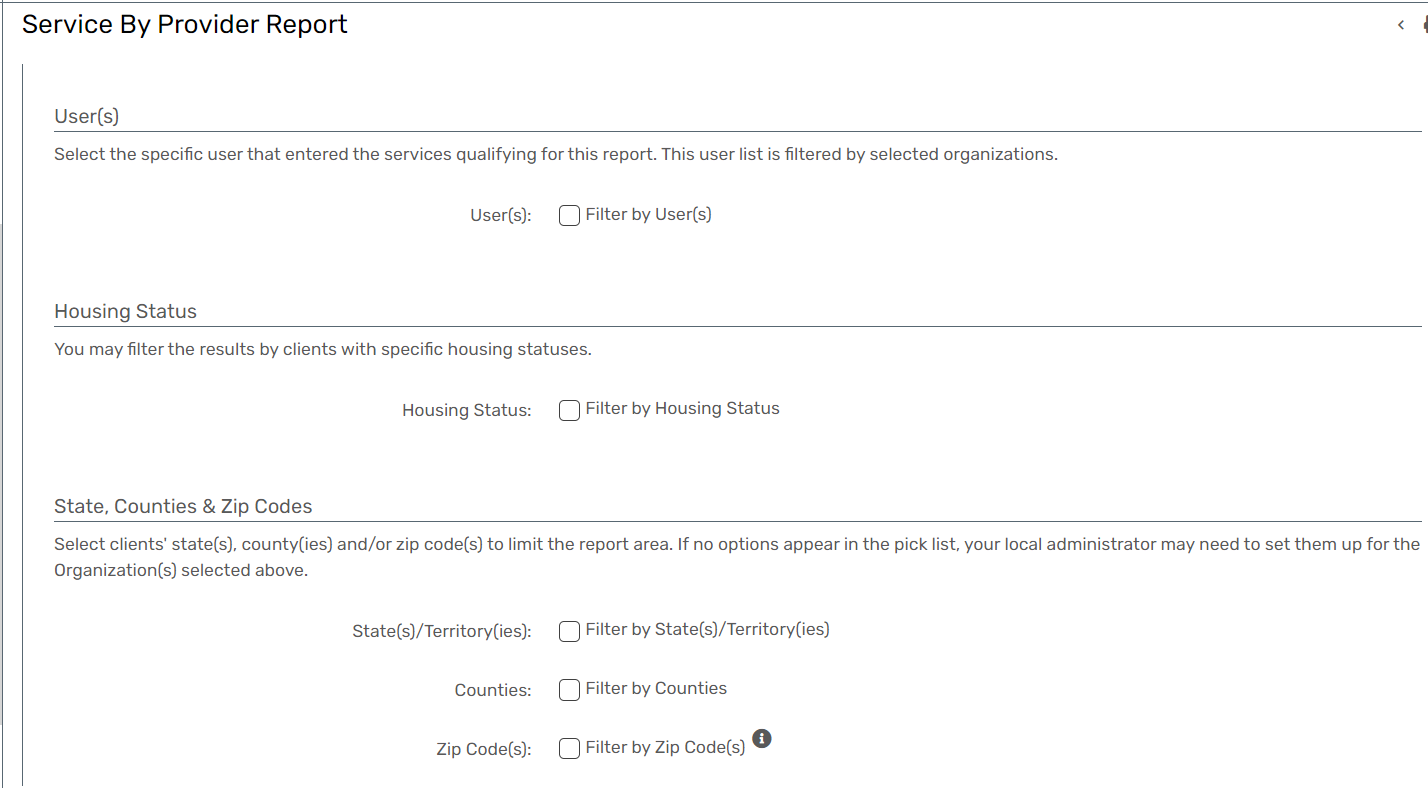 Service By Provider Report
User(s)
Select the specific user that entered the services qualifying for this report. This user list is filtered by selected organizations.
User(s): Filter by User(s)
Housing Status
You may filter the results by clients with specific housing statuses.
Housing Status: Filter by Housing Status
State, Counties & Zip Codes
Select clients' state(s), county(ies) and/or zip code(s) to limit the report area. If no options appear in the pick list, your local administrator may need to set them up for the
Organization(s) selected above.
State(s)/Territory(ies): Filter by State(s)/Territory(ies)
Counties: Filter by Counties
Zip Code(s): Filter by Zip Code(s)